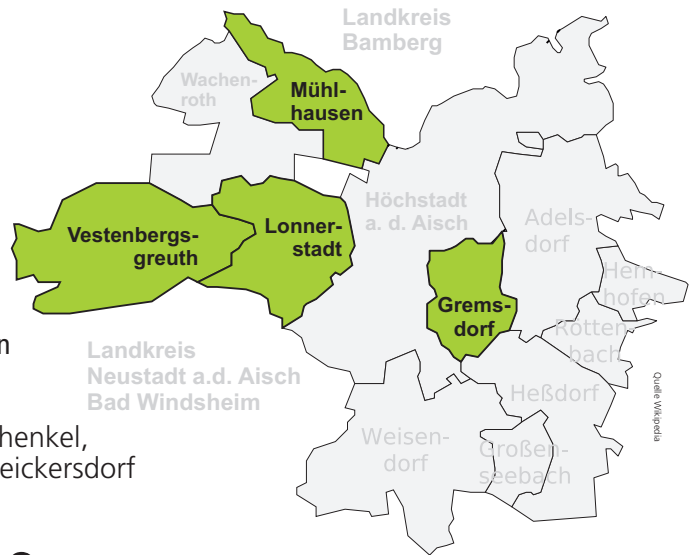 Landkreis
Bamberg
Wachen-
roth
Mühl-
hausen
Höchstadt
a. d. Aisch
Adels-
dorf
Vestenbergs-
greuth
Lonner-
stadt
Hem-
hofen
Grems-
dorf
Rötten-
bach
Landkreis
Neustadt a.d. Aisch
Bad Windsheim
Heßdorf
Quelle Wikipedia
henkel,
eickersdorf
Weisen-
dorf
Großen-
seebach